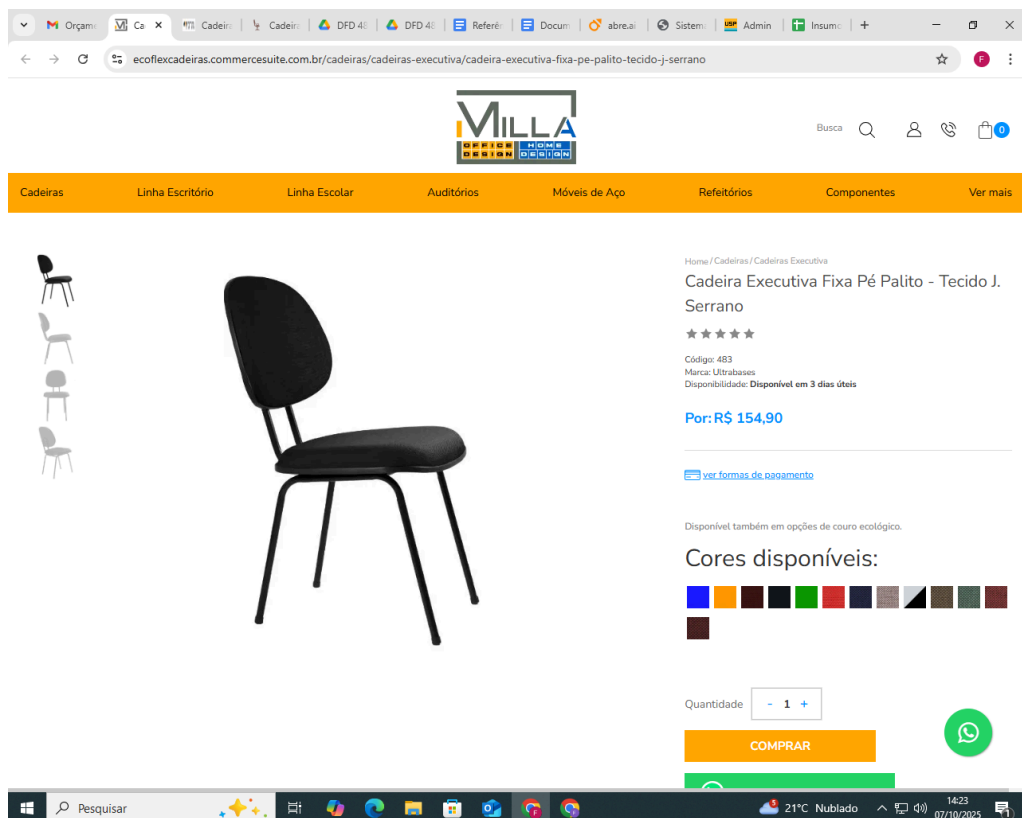 Orçame
Ca
Cadeira
Cadeira
DFD 48
DFD 48
Referên
Docum
abre.ai
Sistema
USP Admin
Insumo
ecoflexcadeiras.commercesuite.com.br/cadeiras/cadeiras-executiva/cadeira-executiva-fixa-pe-palito-tecido-j-serrano
F
MILLA
OFFICE DESIGN HOME DESIGN
Busca
0
Cadeiras
Linha Escritório
Linha Escolar
Auditórios
Móveis de Aço
Refeitórios
Componentes
Ver mais
Home / Cadeiras / Cadeiras Executiva
Cadeira Executiva Fixa Pé Palito - Tecido J.
Serrano
Código: 483
Marca: Ultrabases
Disponibilidade: Disponível em 3 dias úteis
Por: R$ 154,90
ver formas de pagamento
Disponível também em opções de couro ecológico.
Cores disponíveis:
Quantidade - 1 +
COMPRAR
Pesquisar
5
21°C Nublado
14:23
07/10/2025
1